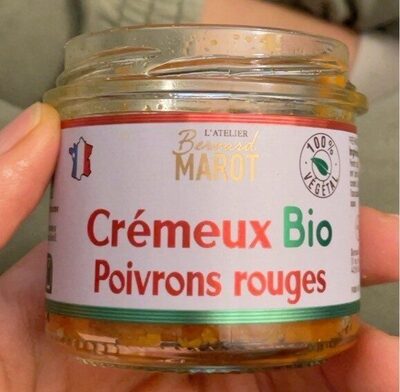 L'ATELIER
Bernard
MAROT
100%
VÉGÉTAL
Crémeux Bio
Poivrons rouges